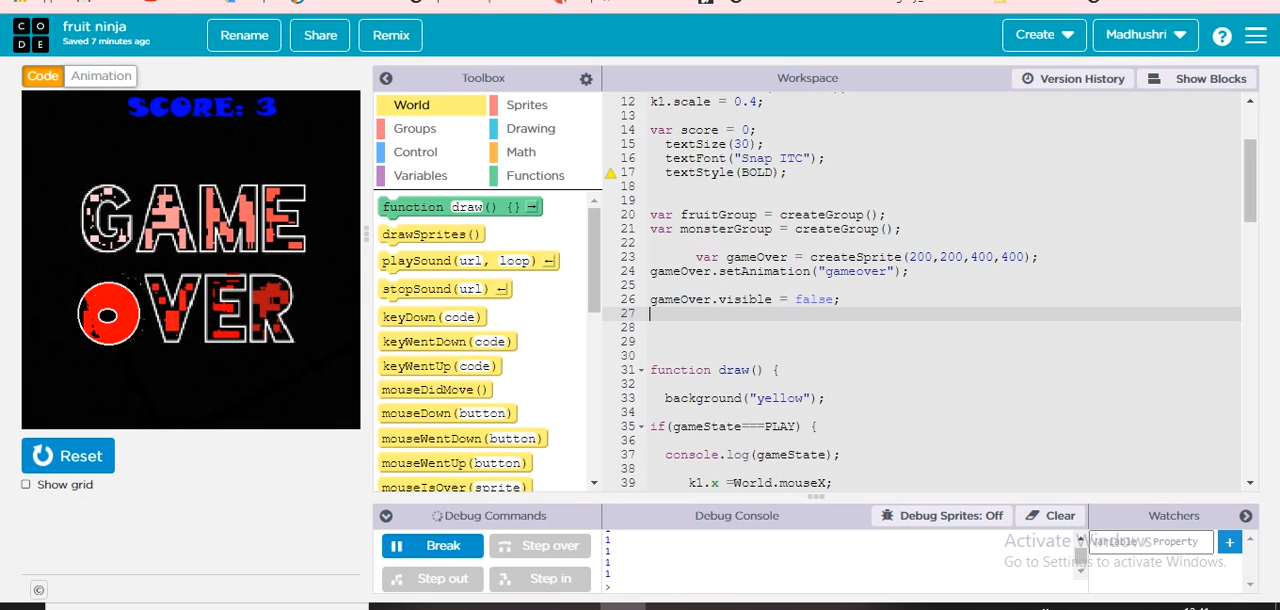 CODE
fruit ninja
Saved 7 minutes ago
Rename
Share
Remix
Create
Madhushri
?
Code
Animation
Toolbox
Workspace
Version History
Show Blocks
SCORE: 3
GAME
OVER
Reset
Show grid
©
World
Sprites
Groups
Drawing
Control
Math
Variables
Functions
function draw() {}
drawSprites()
playSound(url, loop)
stopSound(url)
keyDown(code)
keyWentDown(code)
keyWentUp(code)
mouseDidMove()
mouseDown(button)
mouseWentDown(button)
mouseWentUp(button)
mouseIsOver(sprite)
12 k1.scale = 0.4;
13
14 var score = 0;
15 textSize(30);
16 textFont("Snap ITC");
17 textStyle(BOLD);
18
19
20 var fruitGroup = createGroup();
21 var monsterGroup = createGroup();
22
23 var gameOver = createSprite(200,200,400,400);
24 gameOver.setAnimation("gameover");
25
26 gameOver.visible = false;
27
28
29
30
31 function draw() {
32
33 background("yellow");
34
35 if(gameState===PLAY) {
36
37 console.log(gameState);
38
39 k1.x =World.mouseX;
Debug Commands
Debug Console
Debug Sprites: Off
Clear
Watchers
Break
Step over
Step out
Step in
1
1
1
1
>
Variable / Property
+
Activate Windows
Go to Settings to activate Windows.